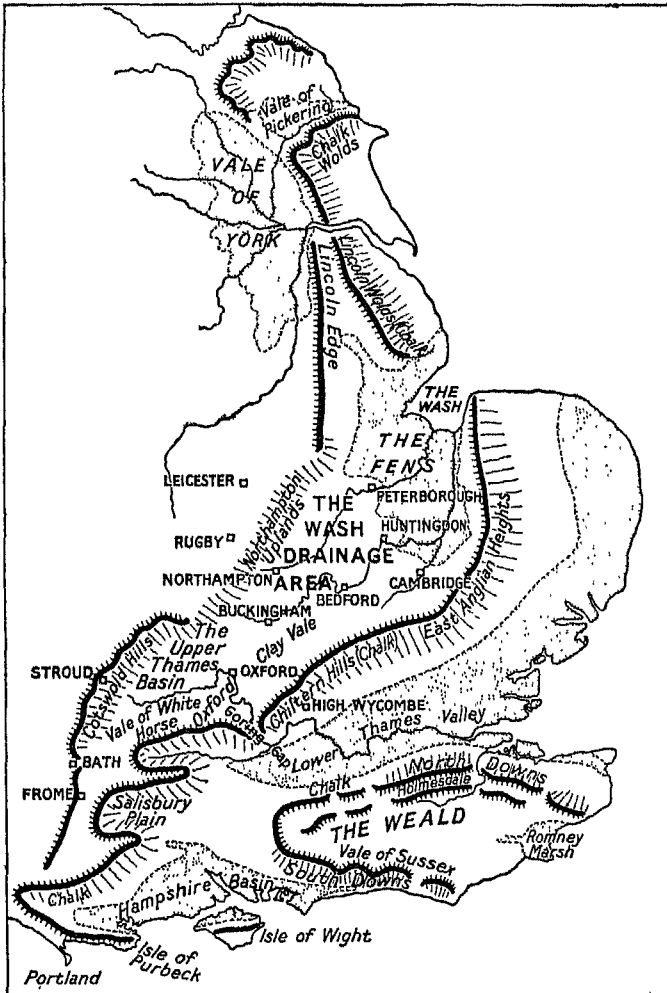 Vale of
Pickering
Chalk
Wolds
VALE
OF
YORK
Lincoln Edge
Lincoln Wolds (Chalk)
THE
WASH
THE
FENS
LEICESTER
PETERBOROUGH
Northampton
Uplands
THE
WASH
DRAINAGE
AREA
HUNTINGDON
RUGBY
NORTHAMPTON
CAMBRIDGE
BEDFORD
East Anglian Heights
BUCKINGHAM
Clay Vale
The
Upper
Thames
Basin
Cotswold Hills
STROUD
OXFORD
Chiltern Hills (Chalk)
HIGH WYCOMBE
Vale of White
Horse
Oxford
Goring Gap
Lower Thames Valley
BATH
FROME
Salisbury
Plain
Chalk
North Downs
Holmesdale
THE WEALD
Vale of Sussex
South Downs
Romney
Marsh
Chalk
Hampshire Basin
Isle of Wight
Isle of
Purbeck
Portland